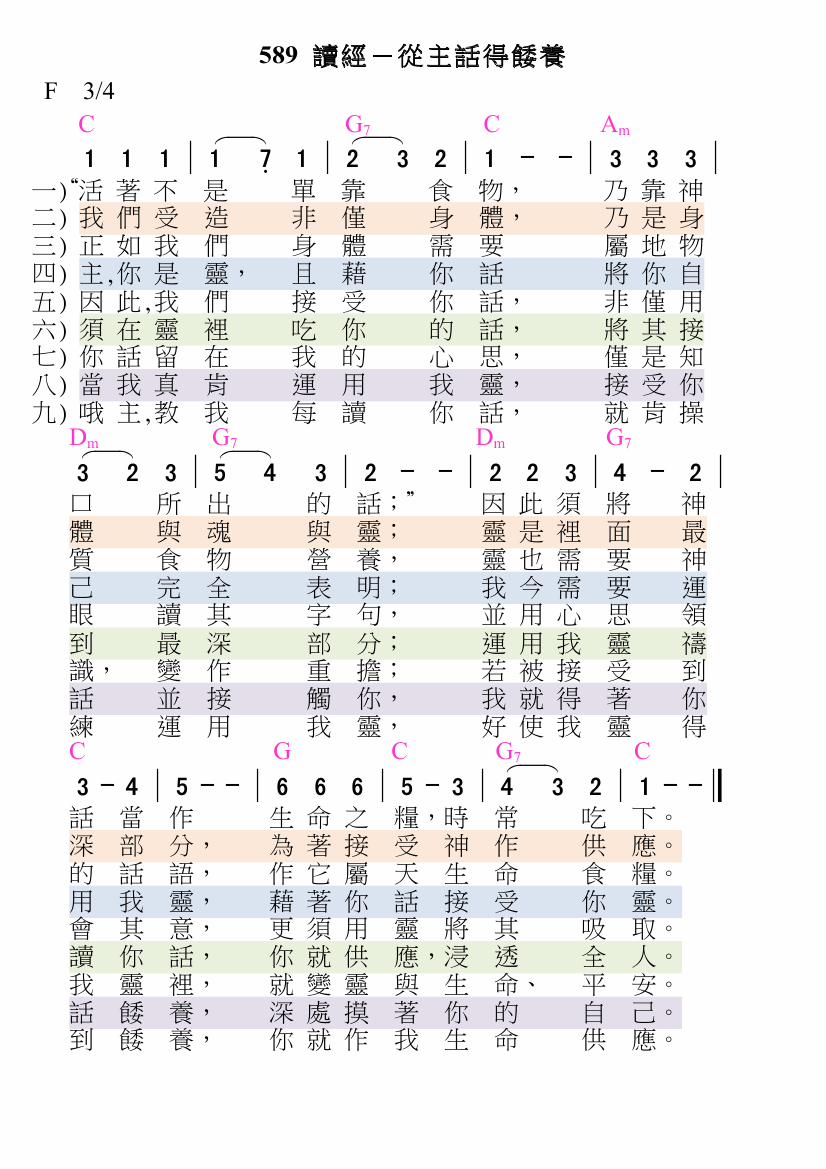 589 讀經－從主話得餧養
F 3/4
C G7 C Am
1 1 1 | 1 7̣ 1 | 2 3 2 | 1 － － | 3 3 3 |
一)“活著不是單靠食物，乃靠神
二)我們受造非僅身體，乃是身
三)正如我們身體需要屬地物
四)主,你是靈，且藉你話將你自
五)因此,我們接受你話，非僅用
六)須在靈裡吃你的話，將其接
七)你話留在我的心思，僅是知
八)當我真肯運用我靈，接受你
九)哦主,教我每讀你話，就肯操
Dm G7 Dm G7
3 2 3 | 5 4 3 | 2 － － | 2 2 3 | 4 － 2 |
口所出的話；”因此須將神
體與魂與靈；靈是裡面最
質食物營養，靈也需要神
己完全表明；我今需要運
眼讀其字句，並用心思領
到最深部分；運用我靈禱
識，變作重擔；若被接受到
話並接觸你，我就得著你
練運用我靈，好使我靈得
C G C G7 C
3 － 4 | 5 － － | 6 6 6 | 5 － 3 | 4 3 2 | 1 － － ‖
話當作生命之糧，時常吃下。
深部分，為著接受神作供應。
的話語，作它屬天生命食糧。
用我靈，藉著你話接受你靈。
會其意，更須用靈將其吸取。
讀你話，你就供應，浸透全人。
我靈裡，就變靈與生命、平安。
話餧養，深處摸著你的自己。
到餧養，你就作我生命供應。